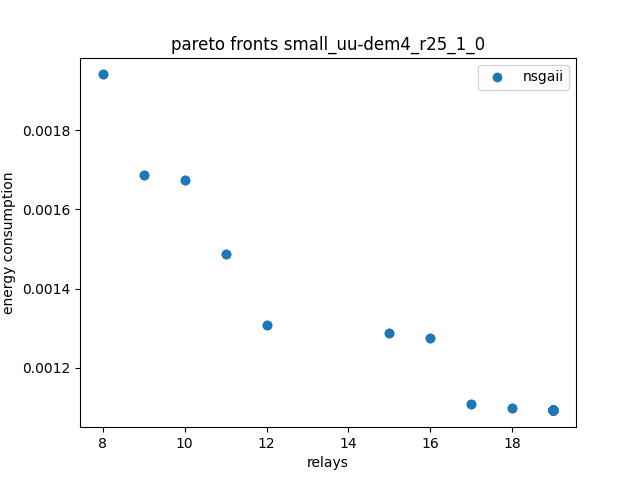 pareto fronts small_uu-dem4_r25_1_0
nsgaii
0.0018
0.0016
0.0014
0.0012
energy consumption
8 10 12 14 16 18
relays